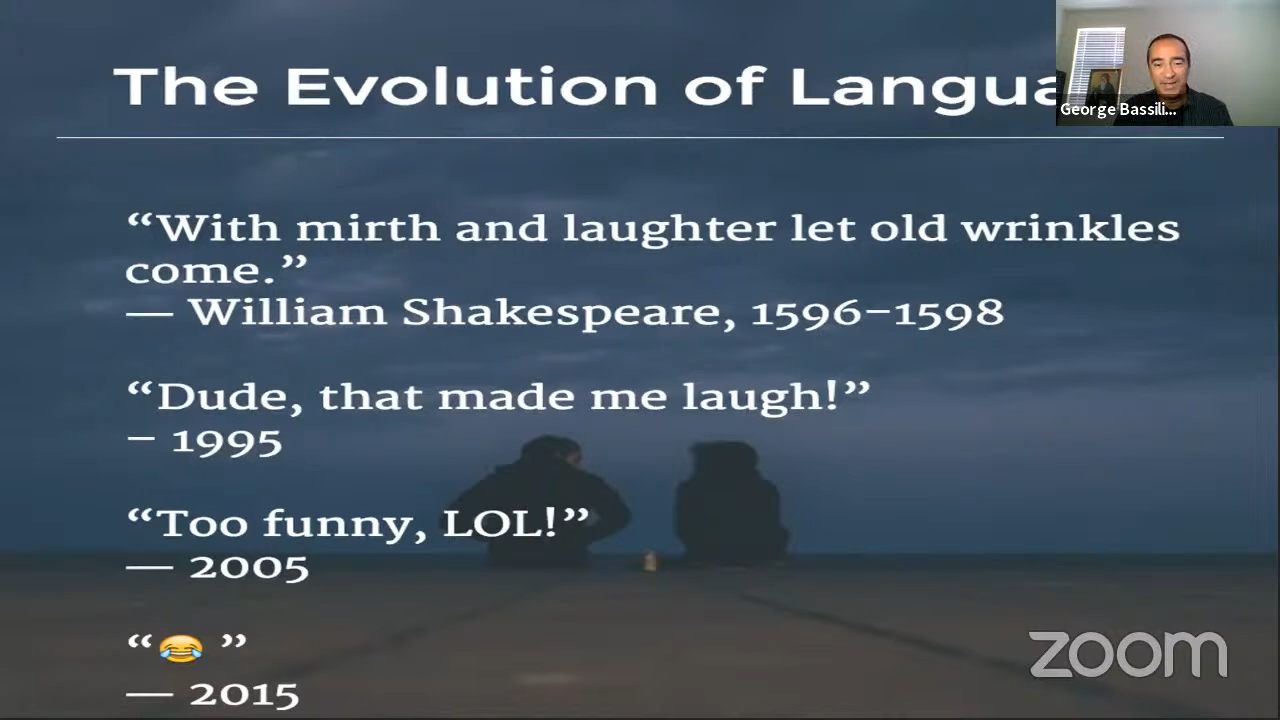 The Evolution of Langua
George Bassili...
“With mirth and laughter let old wrinkles
come.”
— William Shakespeare, 1596–1598
“Dude, that made me laugh!”
– 1995
“Too funny, LOL!”
— 2005
“😂 ”
— 2015
zoom